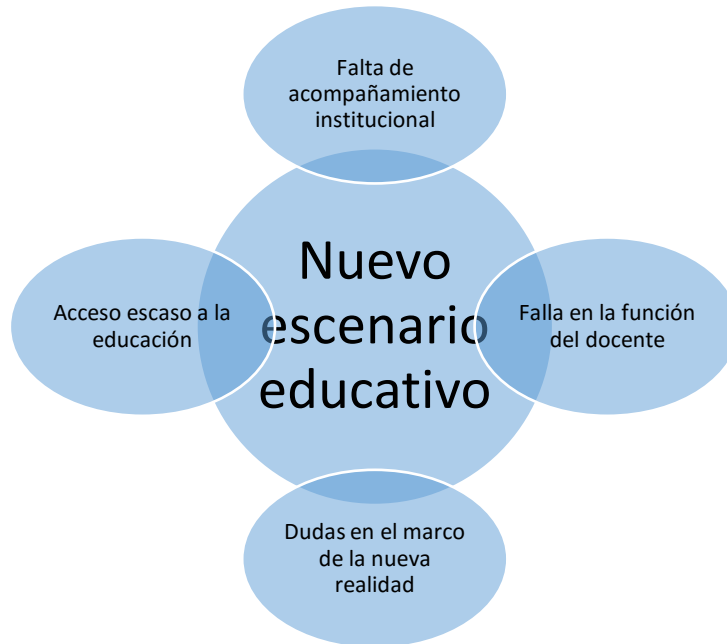 Falta de
acompañamiento
institucional
Nuevo
escenario
educativo
Acceso escaso a la
educación
Falla en la función
del docente
Dudas en el marco
de la nueva
realidad